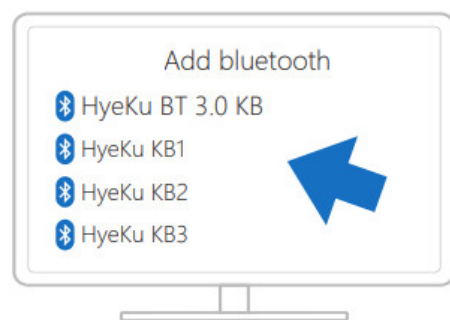 Add bluetooth
HyeKu BT 3.0 KB
HyeKu KB1
HyeKu KB2
HyeKu KB3